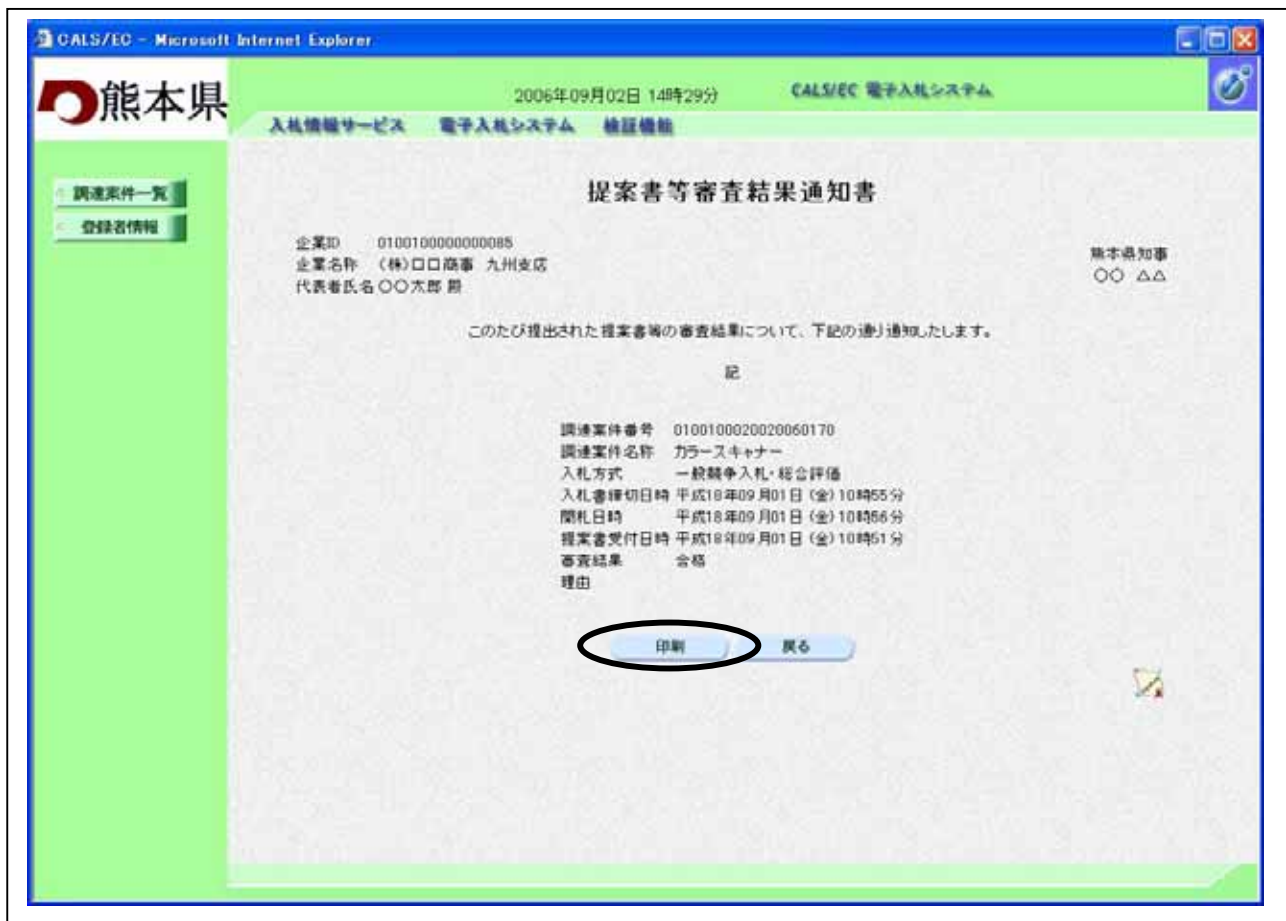 CALS/EC - Microsoft Internet Explorer
熊本県
2006年09月02日 14時29分
CALS/EC 電子入札システム
入札情報サービス 電子入札システム 検証機能
調達案件一覧
登録者情報
提案書等審査結果通知書
企業ID 0100100000000085
企業名称 (株)口口商事 九州支店
代表者氏名 〇〇太郎 殿
熊本県知事
〇〇 △△
このたび提出された提案書等の審査結果について、下記の通り通知いたします。
記
調達案件番号 0100100020020060170
調達案件名称 カラースキャナー
入札方式 一般競争入札・総合評価
入札書締切日時 平成18年09月01日(金)10時55分
開札日時 平成18年09月01日(金)10時56分
提案書受付日時 平成18年09月01日(金)10時51分
審査結果 合格
理由
印刷 戻る